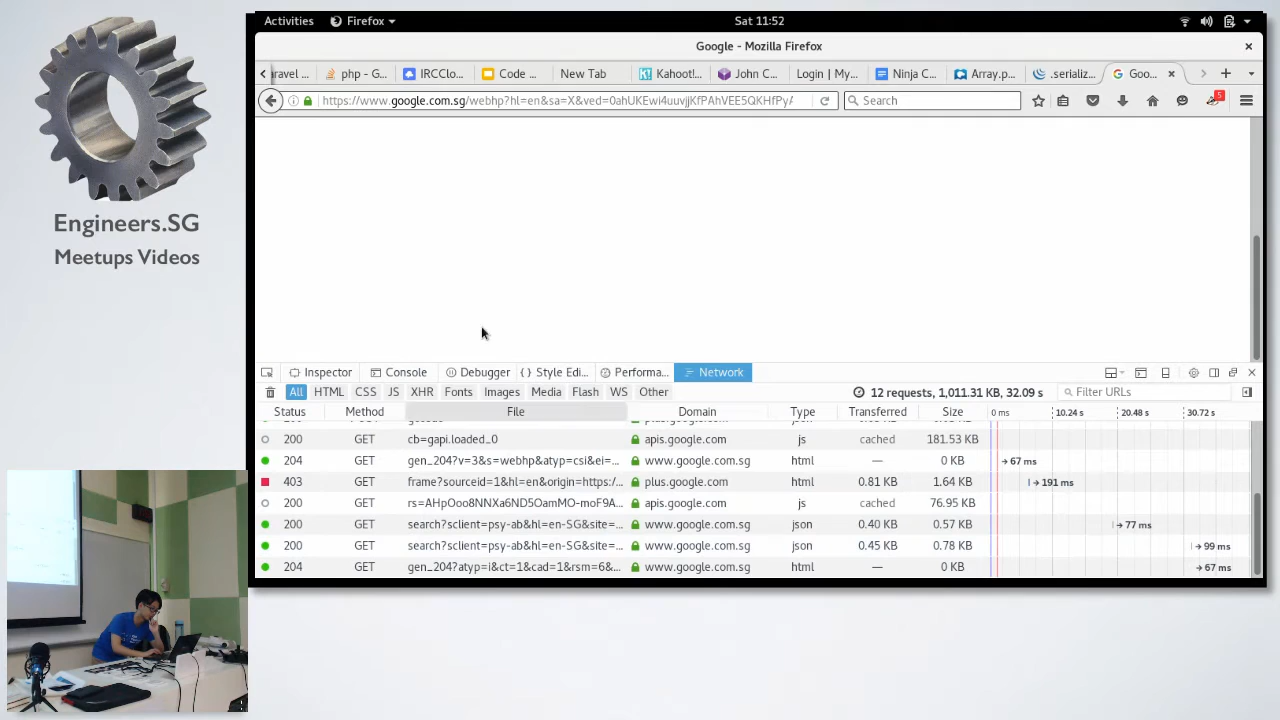 Activities Firefox Sat 11:52
Google - Mozilla Firefox
aravel ... php - G... IRCClo... Code ... New Tab Kahoot!... John C... Login | My... Ninja C... Array.p... .serializ... Goo...
https://www.google.com.sg/webhp?hl=en&sa=X&ved=0ahUKEwi4uuvjjKfPAhVEE5QKHfPyA Search 5
Engineers.SG
Meetups Videos
Inspector Console Debugger Style Edi... Performa... Network
All HTML CSS JS XHR Fonts Images Media Flash WS Other 12 requests, 1,011.31 KB, 32.09 s Filter URLs
Status Method File Domain Type Transferred Size 0 ms 10.24 s 20.48 s 30.72 s
200 GET cb=gapi.loaded_0 apis.google.com js cached 181.53 KB
204 GET gen_204?v=3&s=webhp&atyp=csi&ei=... www.google.com.sg html — 0 KB → 67 ms
403 GET frame?sourceid=1&hl=en&origin=https:/... plus.google.com html 0.81 KB 1.64 KB → 191 ms
200 GET rs=AHpOoo8NNXa6ND5OamMO-moF9A... apis.google.com js cached 76.95 KB
200 GET search?sclient=psy-ab&hl=en-SG&site=... www.google.com.sg json 0.40 KB 0.57 KB → 77 ms
200 GET search?sclient=psy-ab&hl=en-SG&site=... www.google.com.sg json 0.45 KB 0.78 KB → 99 ms
204 GET gen_204?atyp=i&ct=1&cad=1&rsm=6&... www.google.com.sg html — 0 KB → 67 ms